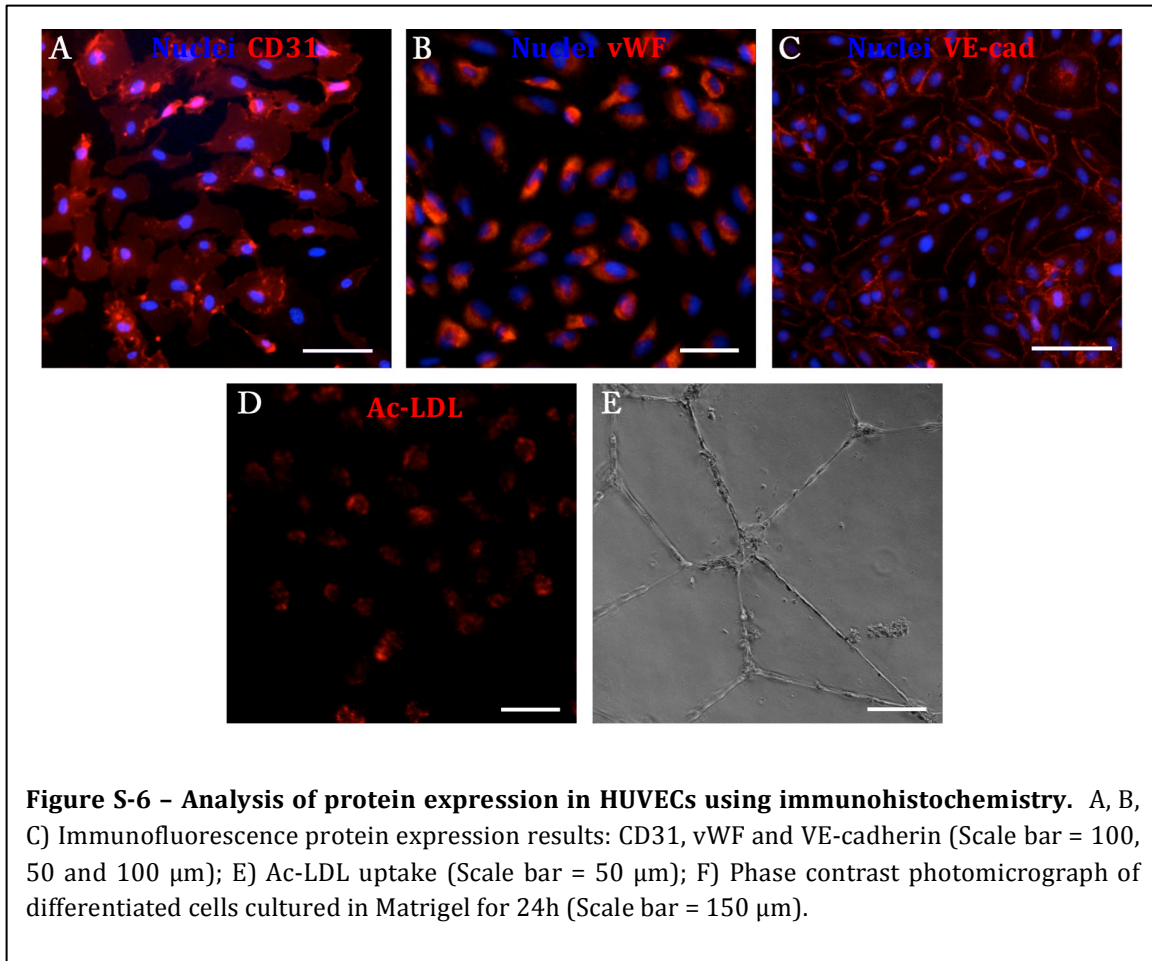 A Nuclei CD31
B Nuclei vWF
C Nuclei VE-cad
D Ac-LDL
E
Figure S-6 – Analysis of protein expression in HUVECs using immunohistochemistry. A, B,
C) Immunofluorescence protein expression results: CD31, vWF and VE-cadherin (Scale bar = 100,
50 and 100 μm); E) Ac-LDL uptake (Scale bar = 50 μm); F) Phase contrast photomicrograph of
differentiated cells cultured in Matrigel for 24h (Scale bar = 150 μm).